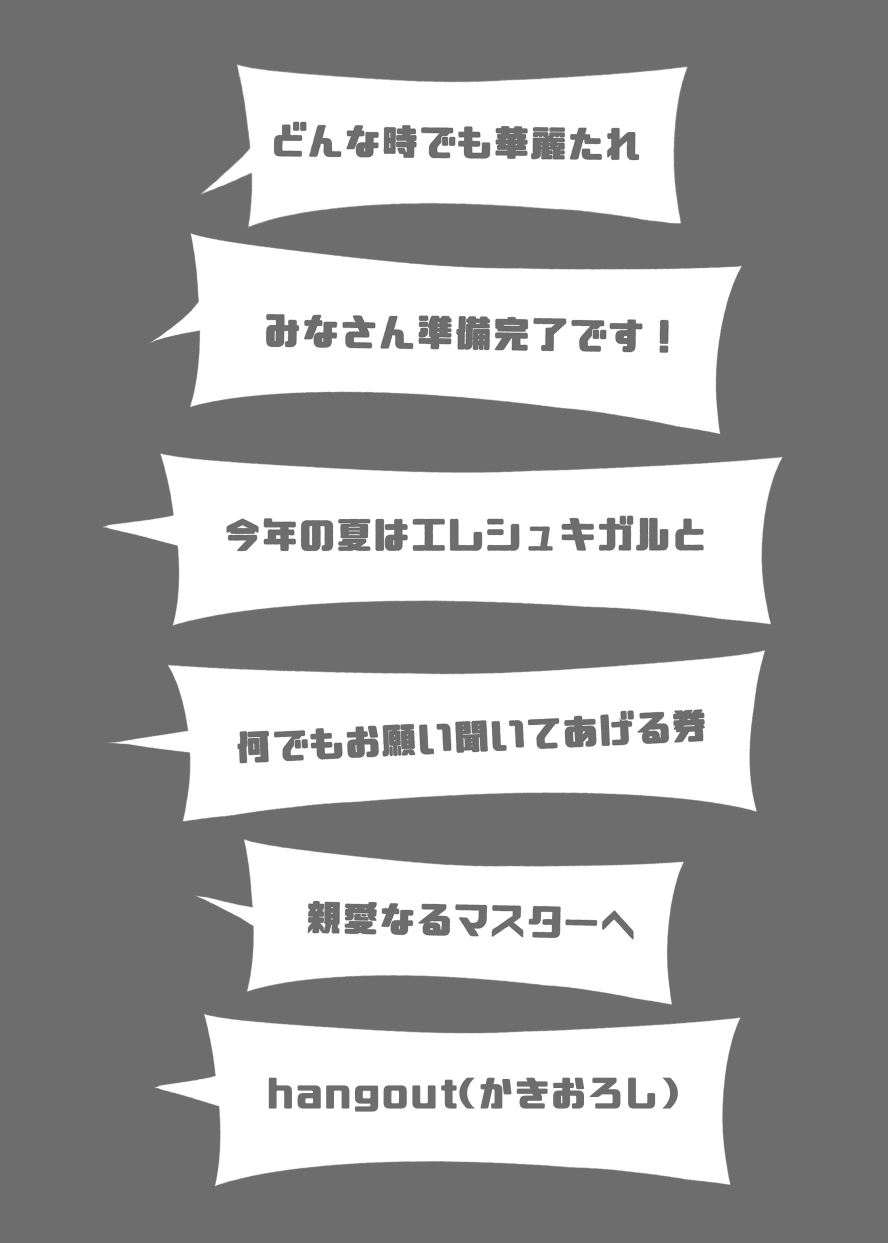 どんな時でも華麗たれ
みなさん準備完了です！
今年の夏はエレシュキガルと
何でもお願い聞いてあげる券
親愛なるマスターへ
hangout(かきおろし)